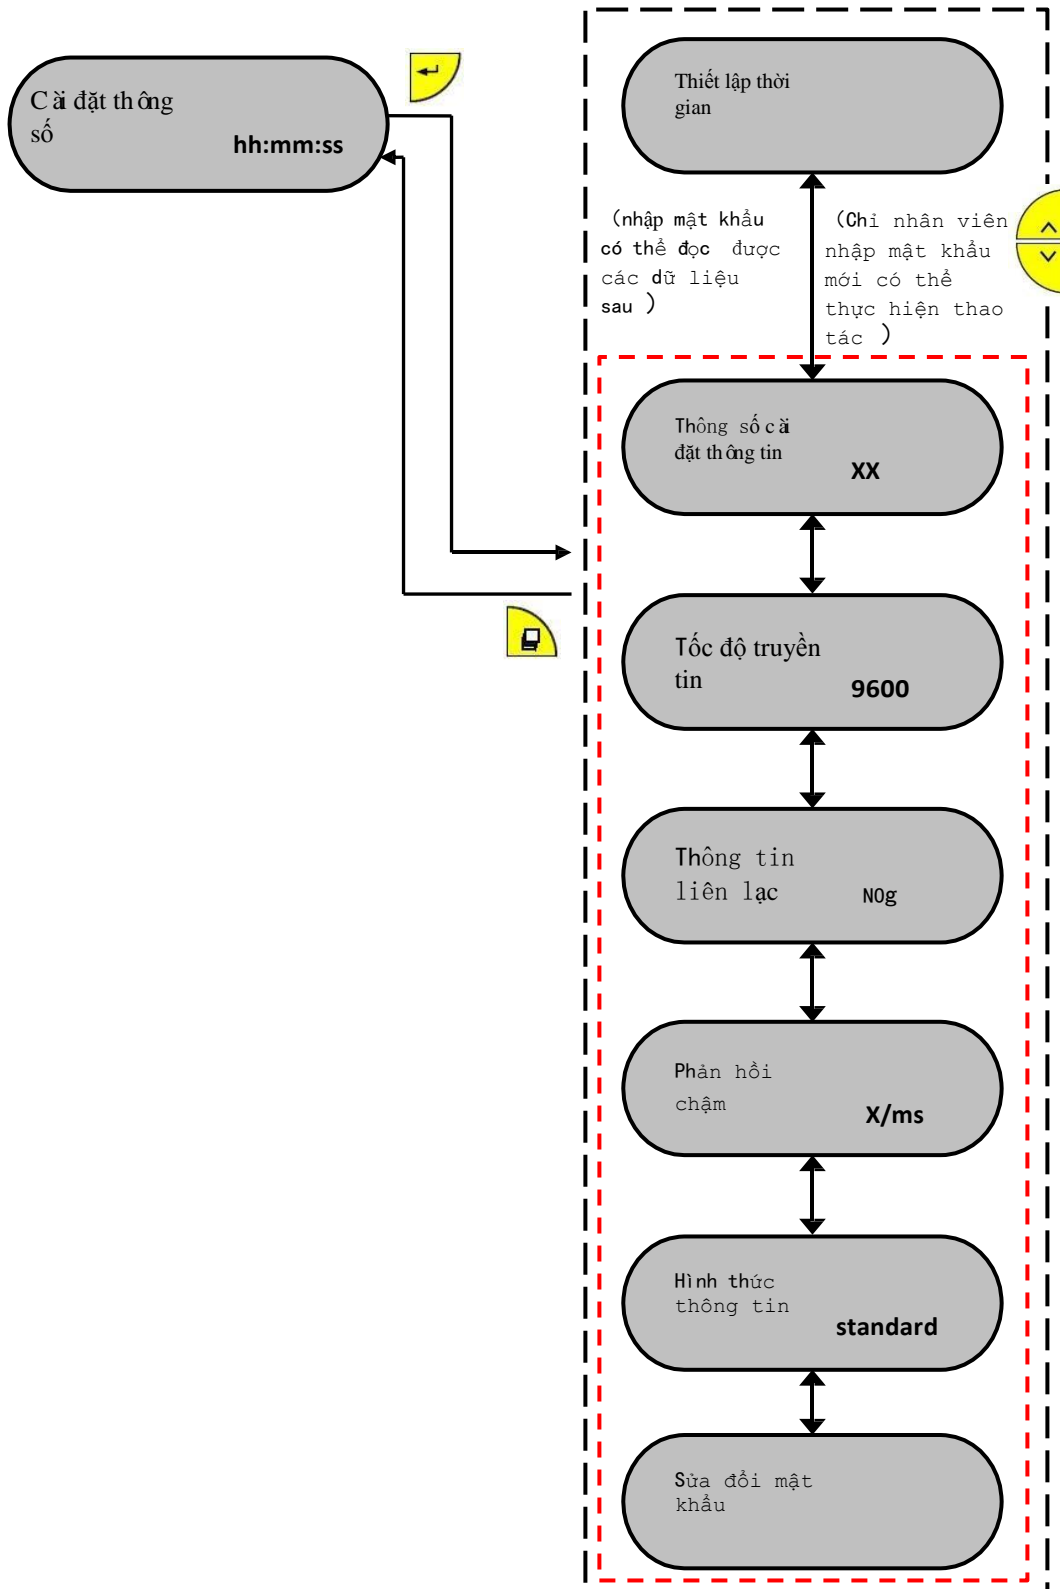 Cài đặt thông
số
hh:mm:ss
Thiết lập thời
gian
(nhập mật khẩu
có thể đọc được
các dữ liệu
sau )
(Chỉ nhân viên
nhập mật khẩu
mới có thể
thực hiện thao
tác )
Thông số cài
đặt thông tin
XX
Tốc độ truyền
tin
9600
Thông tin
liên lạc
NOg
Phản hồi
chậm
X/ms
Hình thức
thông tin
standard
Sửa đổi mật
khẩu